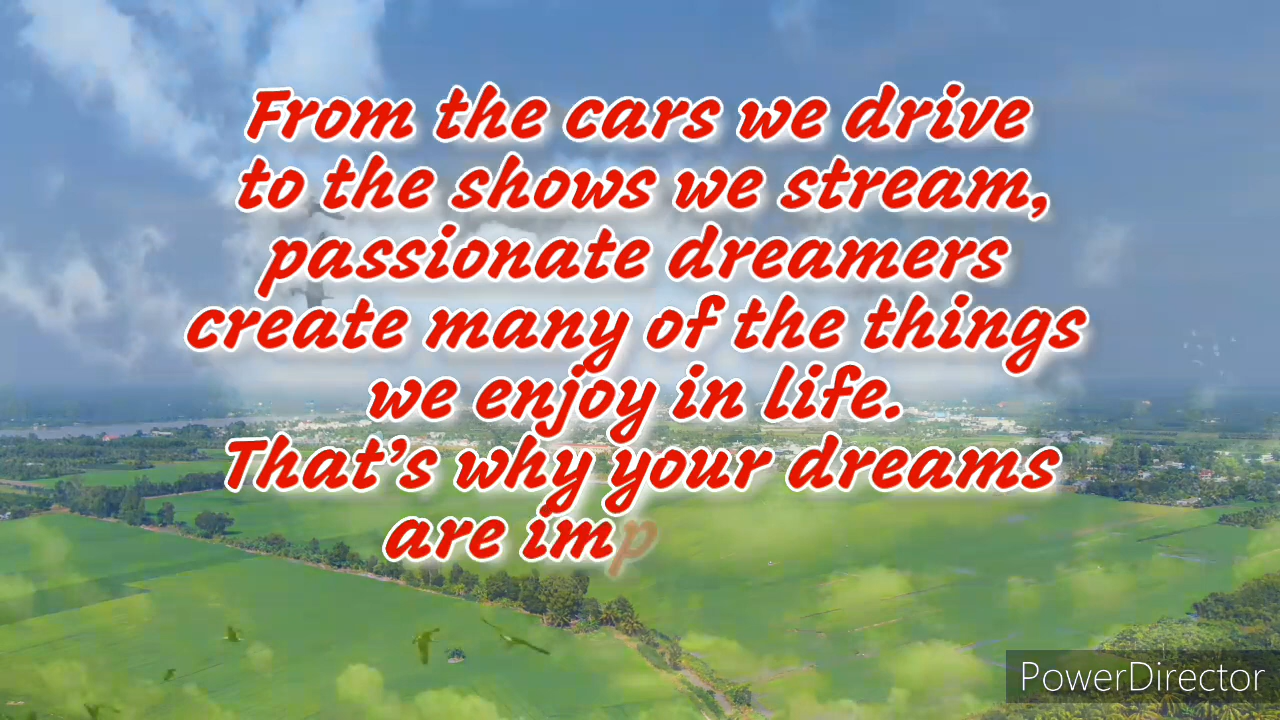 From the cars we drive
to the shows we stream,
passionate dreamers
create many of the things
we enjoy in life.
That's why your dreams
are imp
PowerDirector